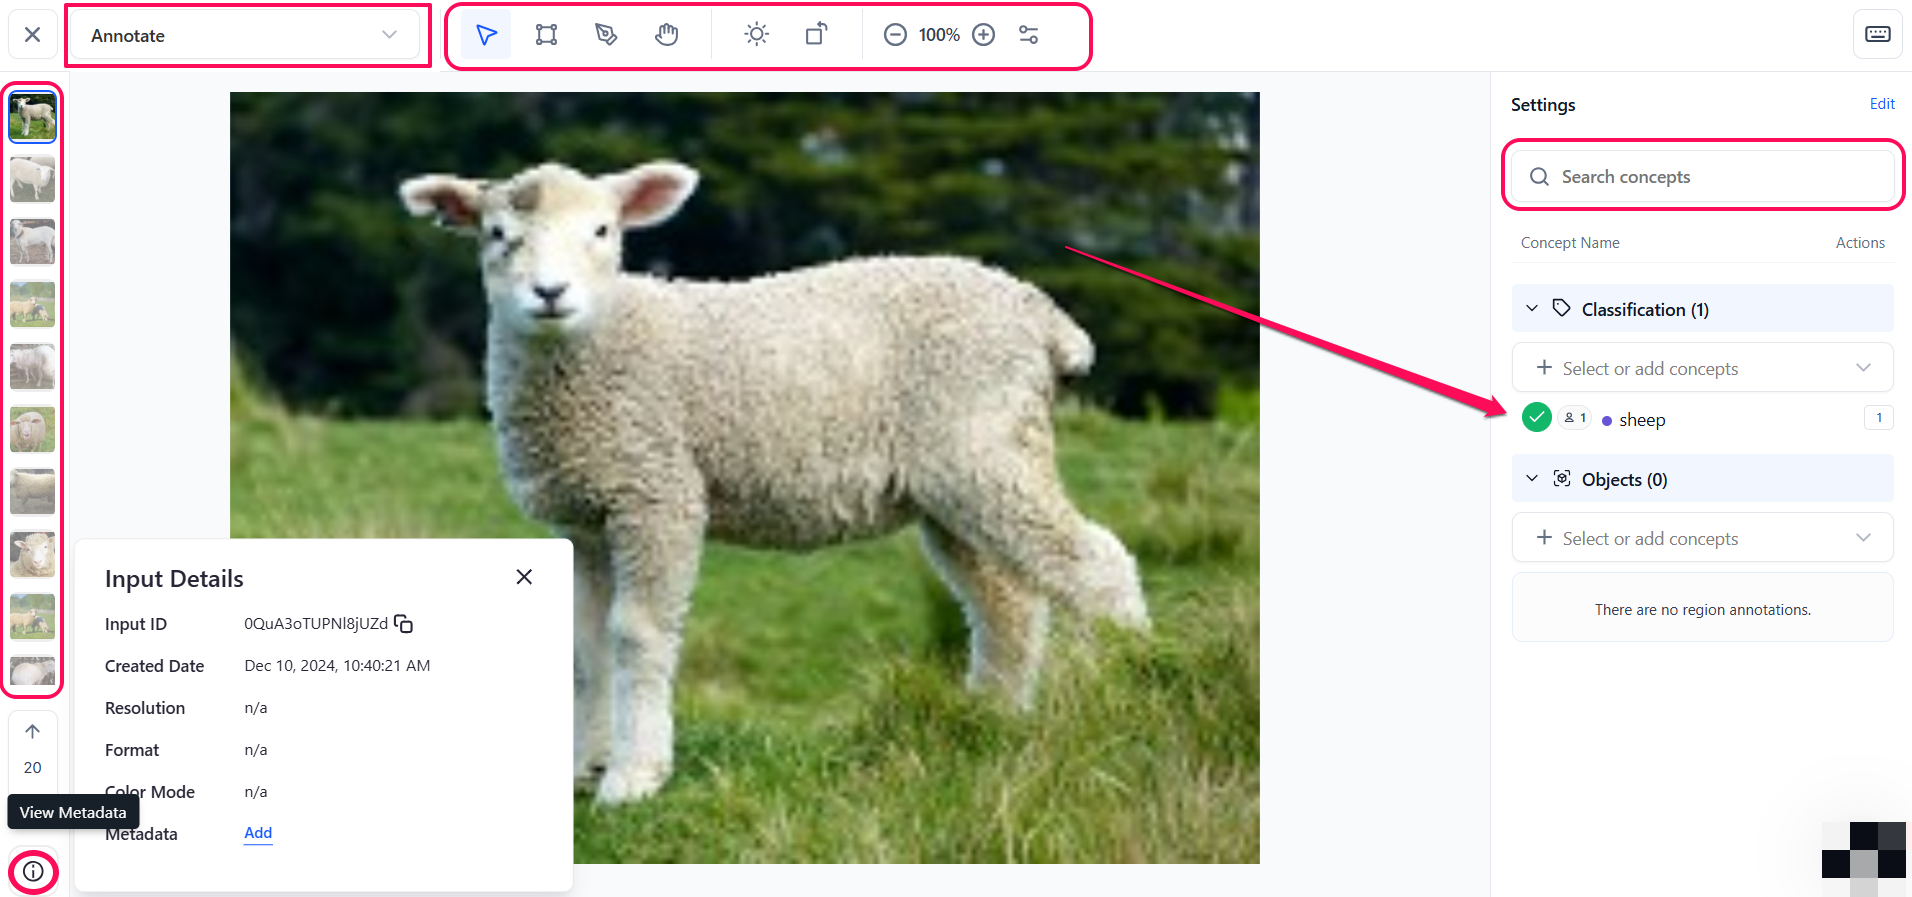 Annotate
100%
Settings
Edit
Search concepts
Concept Name
Actions
Classification (1)
Select or add concepts
1
sheep
1
Objects (0)
Select or add concepts
There are no region annotations.
Input Details
Input ID
0QuA3oTUPNl8jUZd
Created Date
Dec 10, 2024, 10:40:21 AM
Resolution
n/a
Format
n/a
Color Mode
n/a
Metadata
Add
20
View Metadata